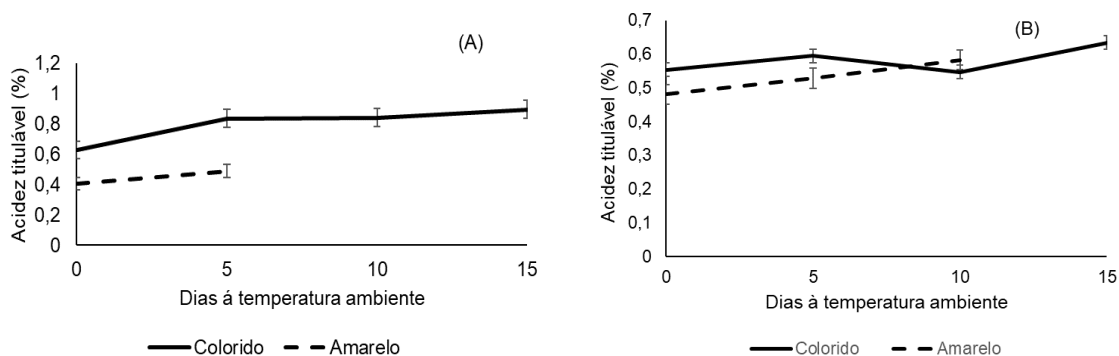 (A)
Acidez titulável (%)
1,2
1
0,8
0,6
0,4
0,2
0
0 5 10 15
Dias á temperatura ambiente
Colorido Amarelo
(B)
Acidez titulável (%)
0,7
0,6
0,5
0,4
0,3
0,2
0,1
0
0 5 10 15
Dias à temperatura ambiente
Colorido Amarelo